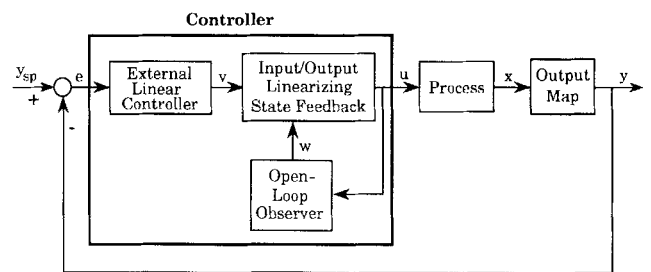 Controller
y_sp
+
-
e
External
Linear
Controller
v
Input/Output
Linearizing
State Feedback
w
Open-
Loop
Observer
u
Process
x
Output
Map
y